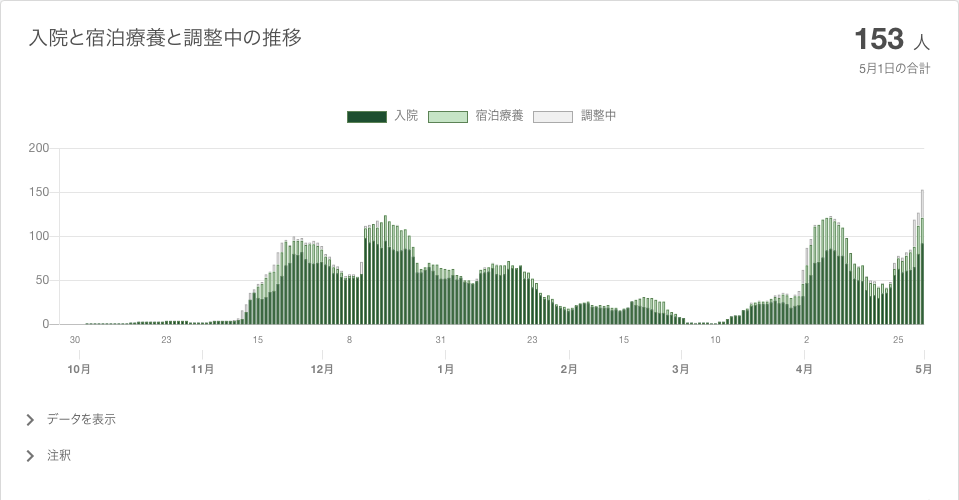 入院と宿泊療養と調整中の推移
153 人
5月1日の合計
入院 宿泊療養 調整中
200
150
100
50
0
30 23 15 8 31 23 15 10 2 25
10月 11月 12月 1月 2月 3月 4月 5月
データを表示
注釈